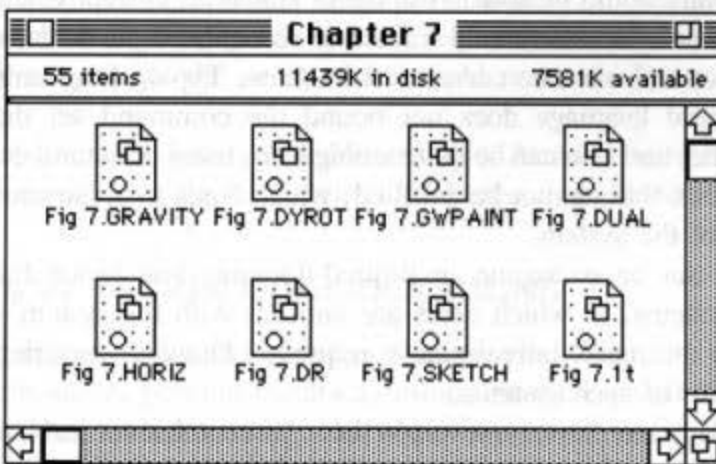 Chapter 7
55 items 11439K in disk 7581K available
Fig 7.GRAVITY Fig 7.DYROT Fig 7.GWPAINT Fig 7.DUAL
Fig 7.HORIZ Fig 7.DR Fig 7.SKETCH Fig 7.1t